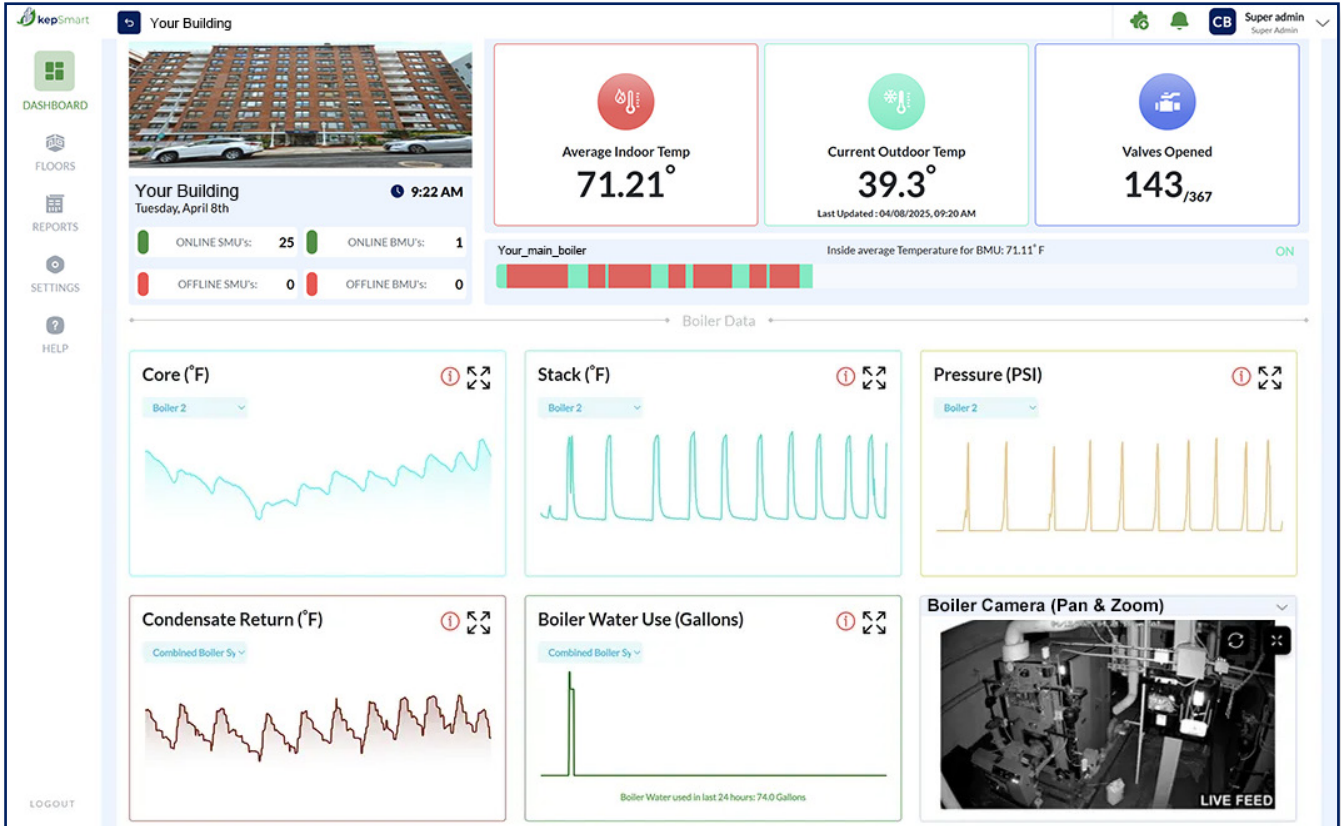 kepSmart
Your Building
CB
Super admin
Super Admin
DASHBOARD
FLOORS
REPORTS
SETTINGS
HELP
LOGOUT
Your Building
9:22 AM
Tuesday, April 8th
ONLINE SMU's: 25
ONLINE BMU's: 1
OFFLINE SMU's: 0
OFFLINE BMU's: 0
Average Indoor Temp
71.21°
Current Outdoor Temp
39.3°
Last Updated : 04/08/2025, 09:20 AM
Valves Opened
143/367
Your_main_boiler
Inside average Temperature for BMU: 71.11° F
ON
Boiler Data
Core (°F)
Boiler 2
Stack (°F)
Boiler 2
Pressure (PSI)
Boiler 2
Condensate Return (°F)
Combined Boiler Sy
Boiler Water Use (Gallons)
Combined Boiler Sy
Boiler Water used in last 24 hours: 74.0 Gallons
Boiler Camera (Pan & Zoom)
LIVE FEED